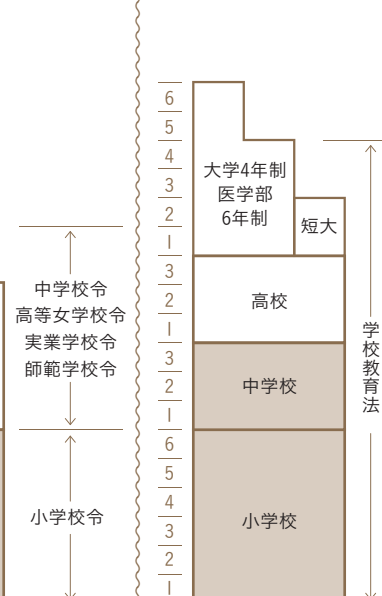 中学校令
高等女学校令
実業学校令
師範学校令
小学校令
6
5
4
3
2
1
3
2
1
3
2
1
6
5
4
3
2
1
大学4年制
医学部
6年制
短大
高校
中学校
小学校
学校教育法